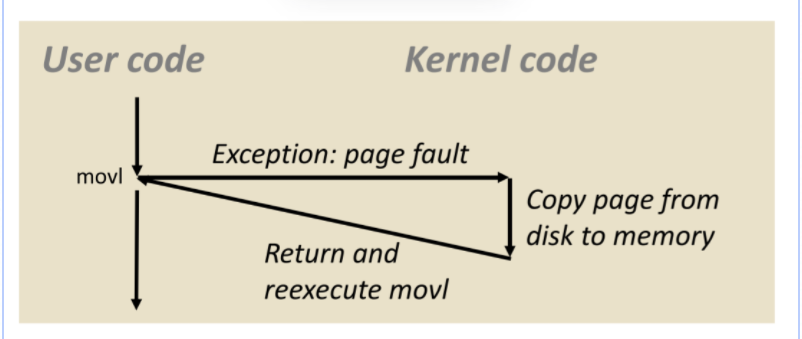 User code
Kernel code
Exception: page fault
movl
Copy page from
disk to memory
Return and
reexecute movl